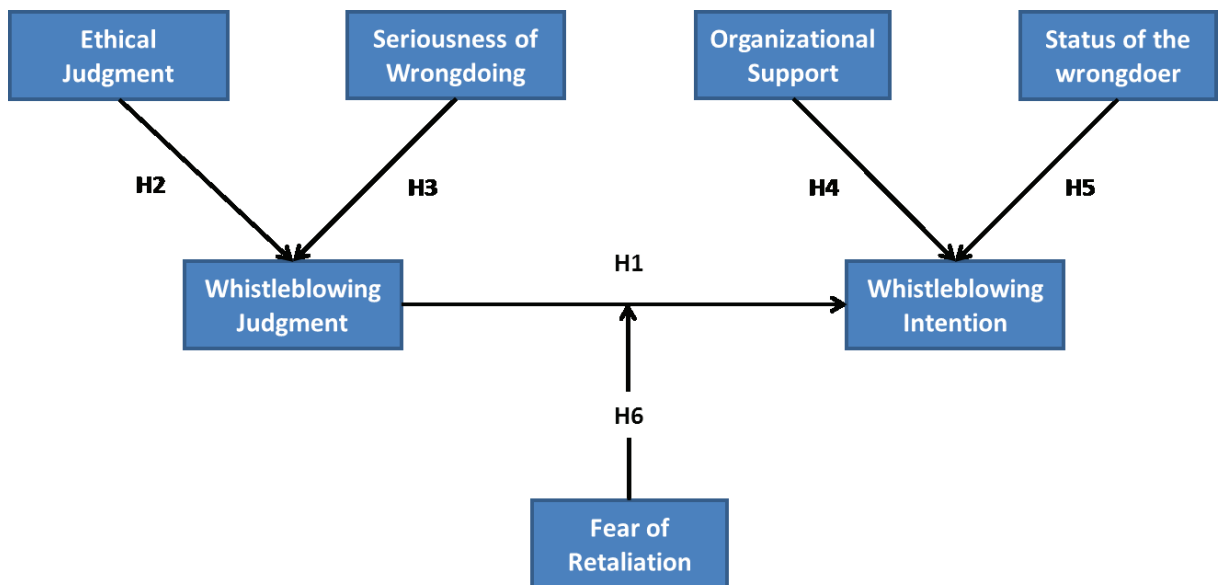 Ethical
Judgment
Seriousness of
Wrongdoing
Organizational
Support
Status of the
wrongdoer
H2
H3
H4
H5
Whistleblowing
Judgment
H1
Whistleblowing
Intention
H6
Fear of
Retaliation